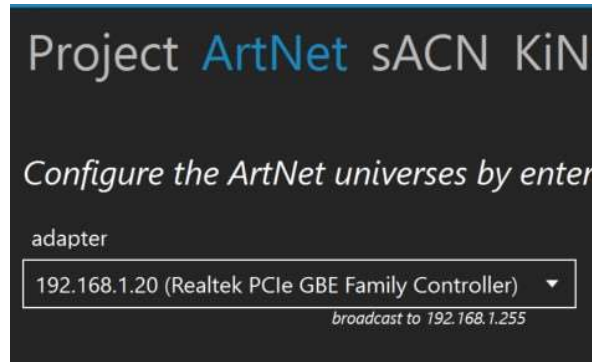 Project ArtNet sACN KiN
Configure the ArtNet universes by enter
adapter
192.168.1.20 (Realtek PCIe GBE Family Controller)
broadcast to 192.168.1.255